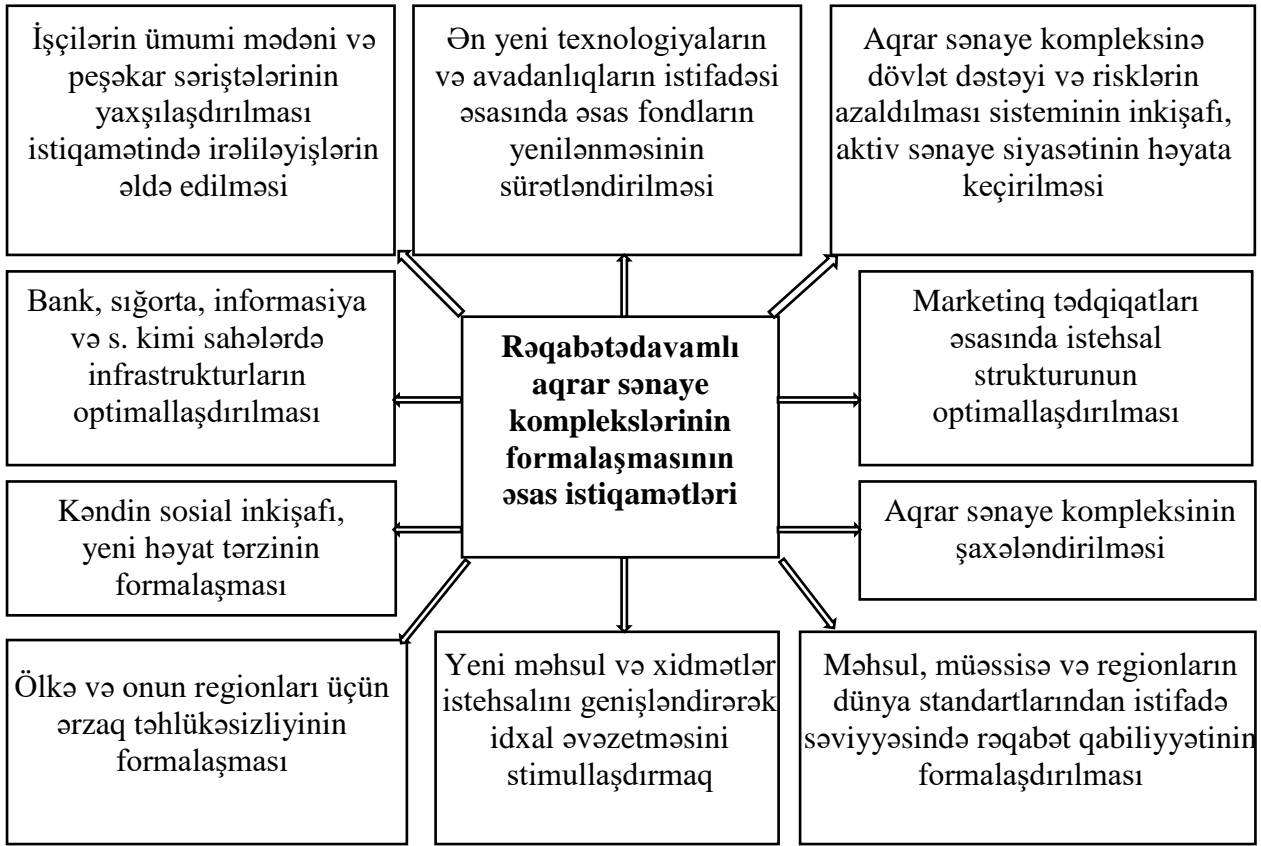 İşçilərin ümumi mədəni və
peşəkar səriştələrinin
yaxşılaşdırılması
istiqamətində irəliləyişlərin
əldə edilməsi
Ən yeni texnologiyaların
və avadanlıqların istifadəsi
əsasında əsas fondların
yenilənməsinin
sürətləndirilməsi
Aqrar sənaye kompleksinə
dövlət dəstəyi və risklərin
azaldılması sisteminin inkişafı,
aktiv sənaye siyasətinin həyata
keçirilməsi
Bank, sığorta, informasiya
və s. kimi sahələrdə
infrastrukturların
optimallaşdırılması
Rəqabətədavamlı
aqrar sənaye
komplekslərinin
formalaşmasının
əsas istiqamətləri
Marketinq tədqiqatları
əsasında istehsal
strukturunun
optimallaşdırılması
Kəndin sosial inkişafı,
yeni həyat tərzinin
formalaşması
Aqrar sənaye kompleksinin
şaxələndirilməsi
Ölkə və onun regionları üçün
ərzaq təhlükəsizliyinin
formalaşması
Yeni məhsul və xidmətlər
istehsalını genişləndirərək
idxal əvəzetməsini
stimullaşdırmaq
Məhsul, müəssisə və regionların
dünya standartlarından istifadə
səviyyəsində rəqabət qabiliyyətinin
formalaşdırılması